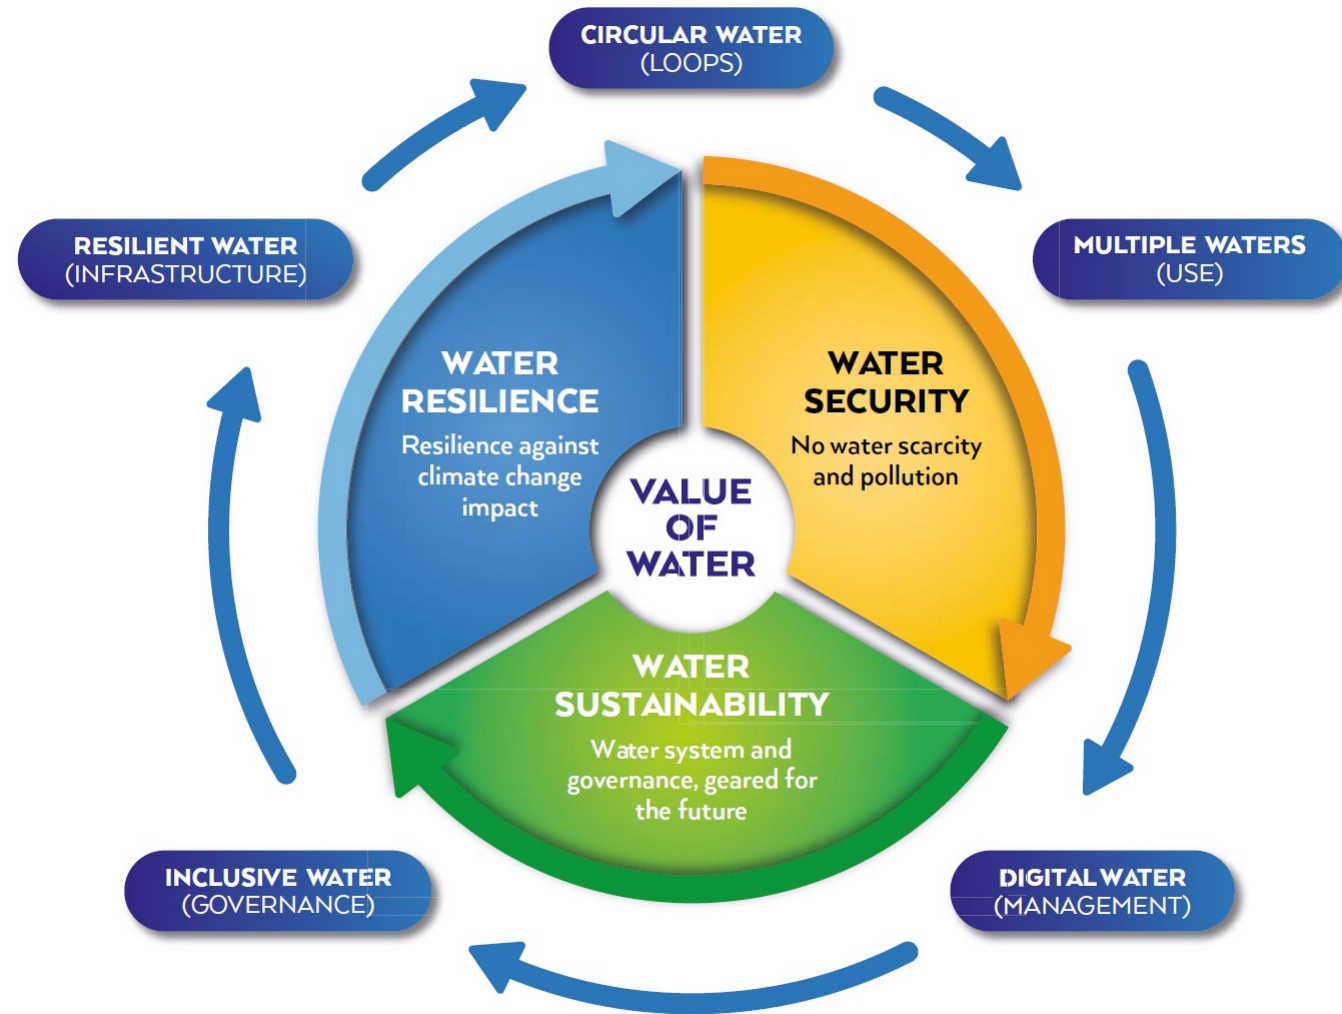 CIRCULAR WATER
(LOOPS)
RESILIENT WATER
(INFRASTRUCTURE)
MULTIPLE WATERS
(USE)
WATER
RESILIENCE
Resilience against
climate change
impact
WATER
SECURITY
No water scarcity
and pollution
VALUE
OF
WATER
WATER
SUSTAINABILITY
Water system and
governance, geared for
the future
INCLUSIVE WATER
(GOVERNANCE)
DIGITAL WATER
(MANAGEMENT)